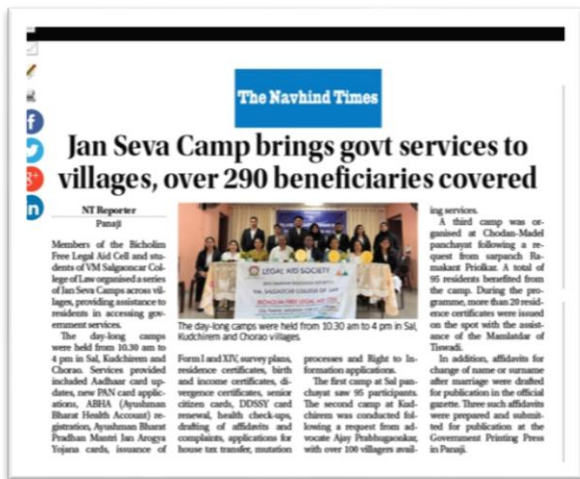 The Navhind Times
Jan Seva Camp brings govt services to
villages, over 290 beneficiaries covered
NT Reporter
Panaji
Members of the Bicholim
Free Legal Aid Cell and stu-
dents of VM Salgaocar Col-
lege of Law organised a series
of Jan Seva Camps across vil-
lages, providing assistance to
residents in accessing gov-
ernment services.
The day-long camps
were held from 10.30 am to
4 pm in Sal, Kudchirem and
Chorao. Services provided
included Aadhaar card up-
dates, new PAN card applic-
ations, ABHA (Ayushman
Bharat Health Account) re-
gistration, Ayushman Bharat
Pradhan Mantri Jan Arogya
Yojana cards, issuance of
LEGAL AID SOCIETY
BICHOLIM FREE LEGAL AID CELL
The day-long camps were held from 10.30 am to 4 pm in Sal,
Kudchirem and Chorao villages.
Form I and XIV, survey plans,
residence certificates, birth
and income certificates, di-
vergence certificates, senior
citizens cards, DDSSY card
renewal, health check-ups,
drafting of affidavits and
complaints, applications for
house tax transfer, mutation
processes and Right to In-
formation applications.
The first camp at Sal pan-
chayat saw 95 participants.
The second camp at Kud-
chirem was conducted fol-
lowing a request from ad-
vocate Ajay Prabhugaonkar,
with over 100 villagers avail-
ing services.
A third camp was or-
ganised at Chodan-Madel
panchayat following a re-
quest from sarpanch Ra-
makant Priolkar. A total of
95 residents benefited from
the camp. During the pro-
gramme, more than 20 resid-
ence certificates were issued
on the spot with the assist-
ance of the Mamlatdar of
Tiswadi.
In addition, affidavits for
change of name or surname
after marriage were drafted
for publication in the official
gazette. Three such affidavits
were prepared and submit-
ted for publication at the
Government Printing Press
in Panaji.